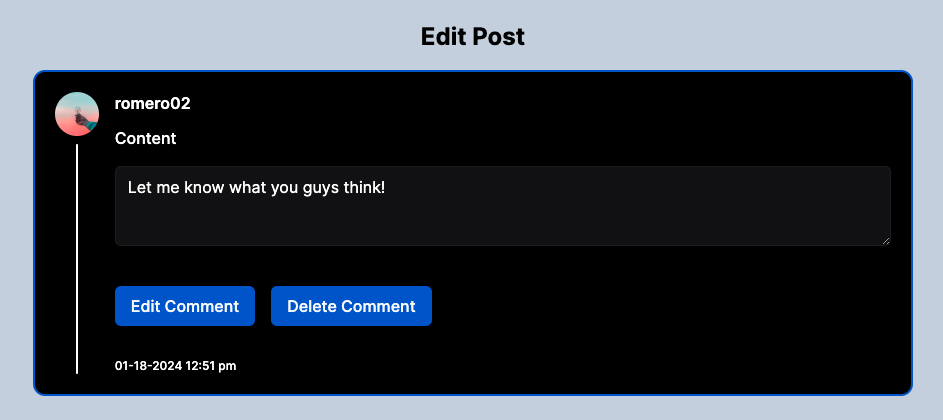 Edit Post
romero02
Content
Let me know what you guys think!
Edit Comment
Delete Comment
01-18-2024 12:51 pm